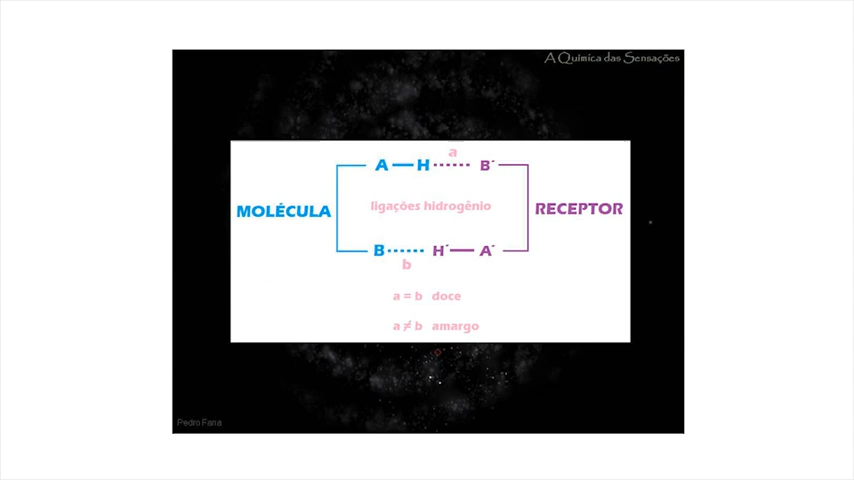 A Química das Sensações
a
A — H ...... B´
MOLÉCULA
ligações hidrogênio
RECEPTOR
B ...... H´ — A´
b
a = b doce
a ≠ b amargo
Pedro Faria